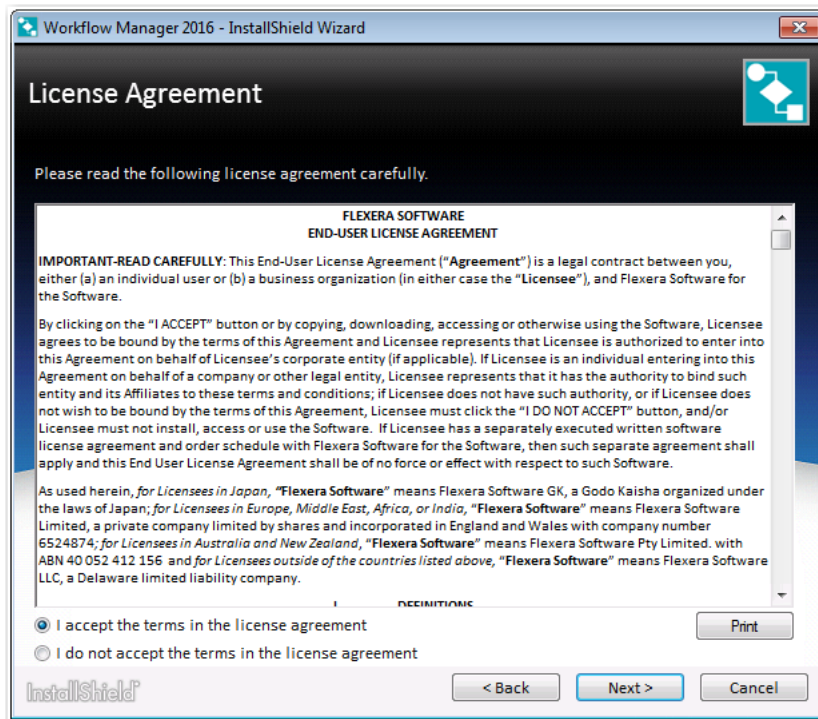 Workflow Manager 2016 - InstallShield Wizard
License Agreement
Please read the following license agreement carefully.
FLEXERA SOFTWARE
END-USER LICENSE AGREEMENT
IMPORTANT-READ CAREFULLY: This End-User License Agreement (“Agreement”) is a legal contract between you,
either (a) an individual user or (b) a business organization (in either case the “Licensee”), and Flexera Software for
the Software.
By clicking on the “I ACCEPT” button or by copying, downloading, accessing or otherwise using the Software, Licensee
agrees to be bound by the terms of this Agreement and Licensee represents that Licensee is authorized to enter into
this Agreement on behalf of Licensee’s corporate entity (if applicable). If Licensee is an individual entering into this
Agreement on behalf of a company or other legal entity, Licensee represents that it has the authority to bind such
entity and its Affiliates to these terms and conditions; if Licensee does not have such authority, or if Licensee does
not wish to be bound by the terms of this Agreement, Licensee must click the “I DO NOT ACCEPT” button, and/or
Licensee must not install, access or use the Software. If Licensee has a separately executed written software
license agreement and order schedule with Flexera Software for the Software, then such separate agreement shall
apply and this End User License Agreement shall be of no force or effect with respect to such Software.
As used herein, for Licensees in Japan, “Flexera Software” means Flexera Software GK, a Godo Kaisha organized under
the laws of Japan; for Licensees in Europe, Middle East, Africa, or India, “Flexera Software” means Flexera Software
Limited, a private company limited by shares and incorporated in England and Wales with company number
6524874; for Licensees in Australia and New Zealand, “Flexera Software” means Flexera Software Pty Limited. with
ABN 40 052 412 156 and for Licensees outside of the countries listed above, “Flexera Software” means Flexera Software
LLC, a Delaware limited liability company.
I. DEFINITIONS
I accept the terms in the license agreement
Print
I do not accept the terms in the license agreement
InstallShield
< Back
Next >
Cancel